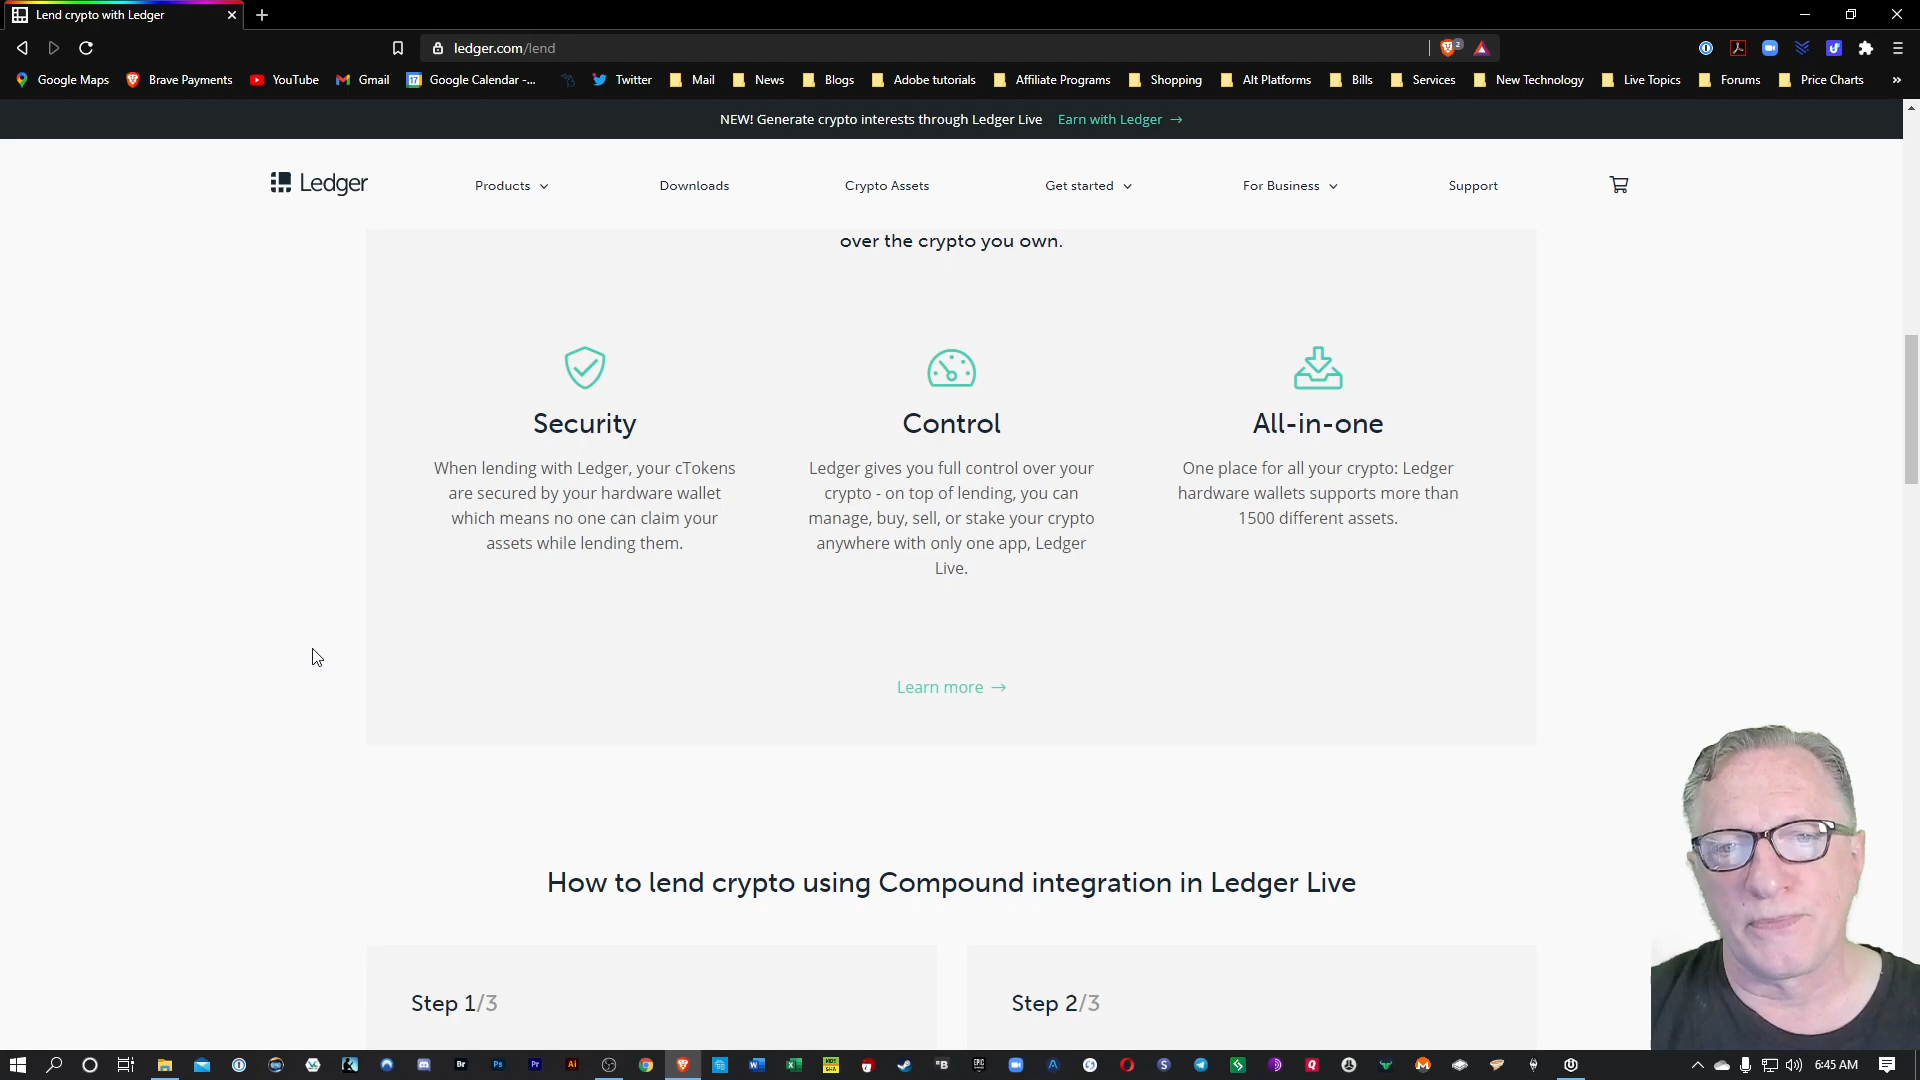 Lend crypto with Ledger
ledger.com/lend
2
Google Maps
Brave Payments
YouTube
Gmail
17
Google Calendar -...
Twitter
Mail
News
Blogs
Adobe tutorials
Affiliate Programs
Shopping
Alt Platforms
Bills
Services
New Technology
Live Topics
Forums
Price Charts
»
NEW! Generate crypto interests through Ledger Live Earn with Ledger →
Ledger
Products
Downloads
Crypto Assets
Get started
For Business
Support
over the crypto you own.
Security
When lending with Ledger, your cTokens
are secured by your hardware wallet
which means no one can claim your
assets while lending them.
Control
Ledger gives you full control over your
crypto - on top of lending, you can
manage, buy, sell, or stake your crypto
anywhere with only one app, Ledger
Live.
All-in-one
One place for all your crypto: Ledger
hardware wallets supports more than
1500 different assets.
Learn more →
How to lend crypto using Compound integration in Ledger Live
Step 1/3
Step 2/3
Br
Ps
Pr
Ai
6:45 AM